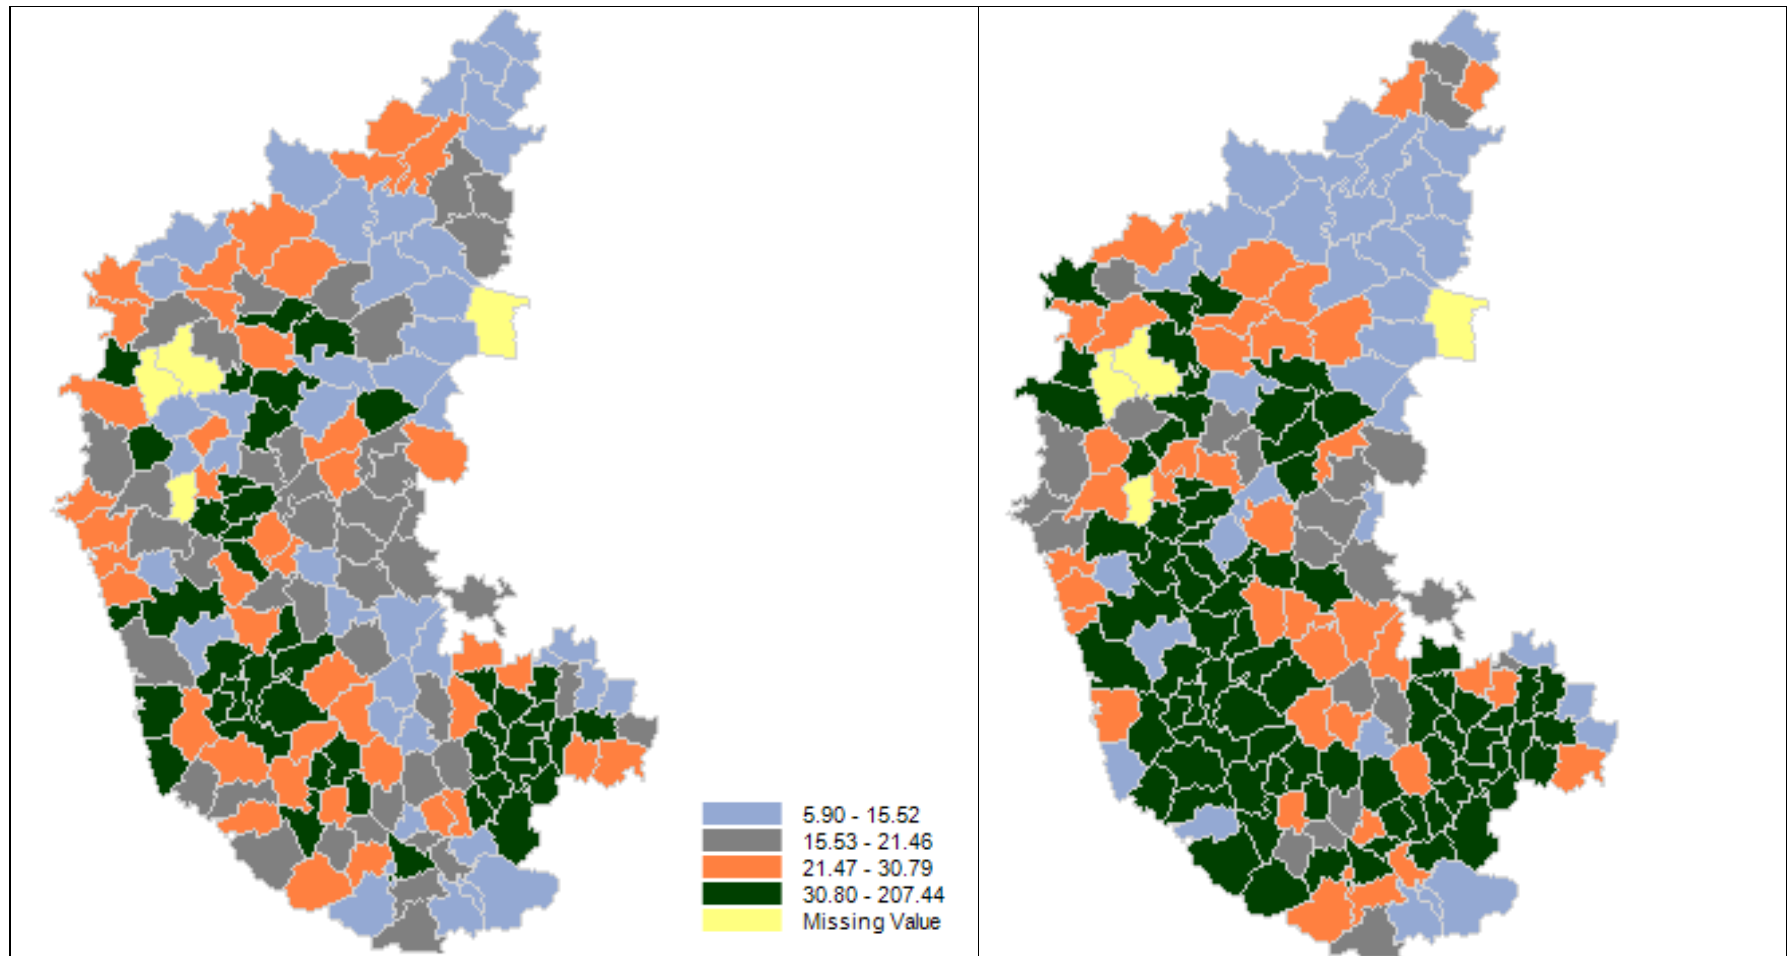 5.90 - 15.52
15.53 - 21.46
21.47 - 30.79
30.80 - 207.44
Missing Value